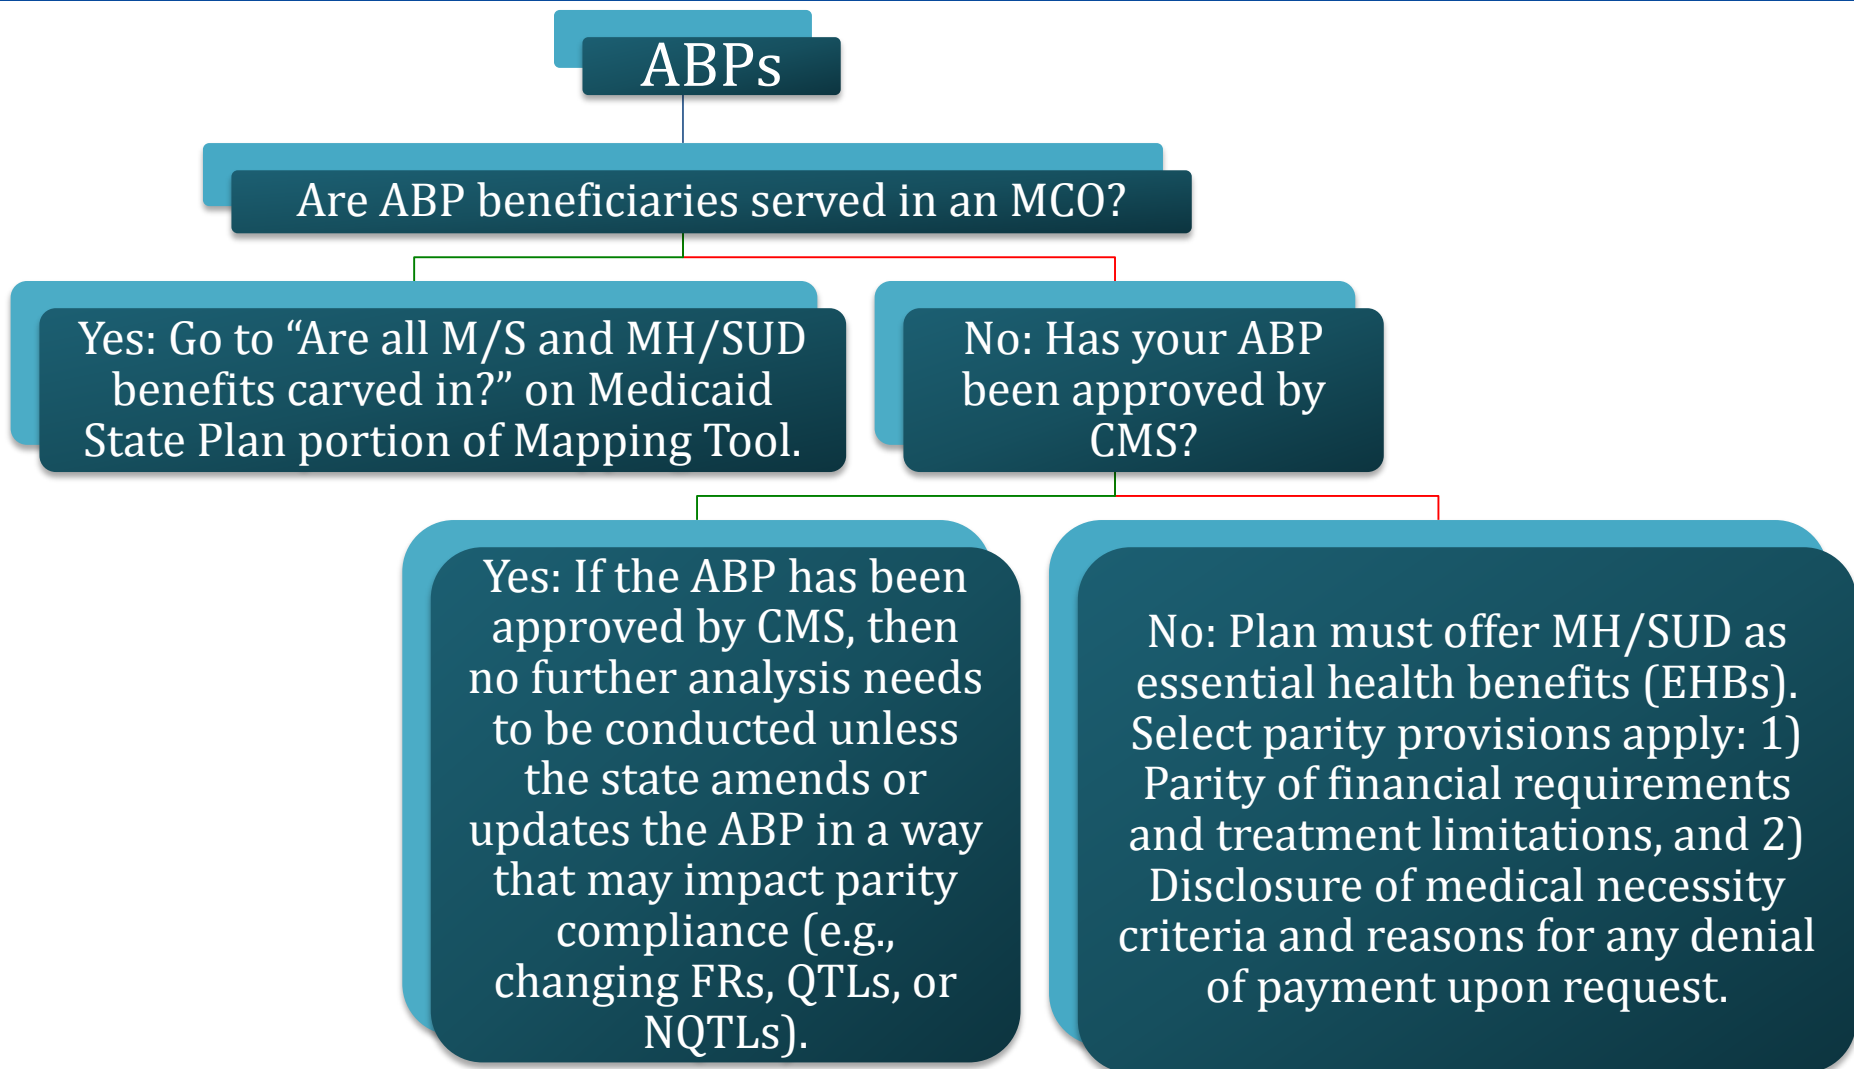 ABPs
Are ABP beneficiaries served in an MCO?
Yes: Go to “Are all M/S and MH/SUD
benefits carved in?” on Medicaid
State Plan portion of Mapping Tool.
No: Has your ABP
been approved by
CMS?
Yes: If the ABP has been
approved by CMS, then
no further analysis needs
to be conducted unless
the state amends or
updates the ABP in a way
that may impact parity
compliance (e.g.,
changing FRs, QTLs, or
NQTLs).
No: Plan must offer MH/SUD as
essential health benefits (EHBs).
Select parity provisions apply: 1)
Parity of financial requirements
and treatment limitations, and 2)
Disclosure of medical necessity
criteria and reasons for any denial
of payment upon request.